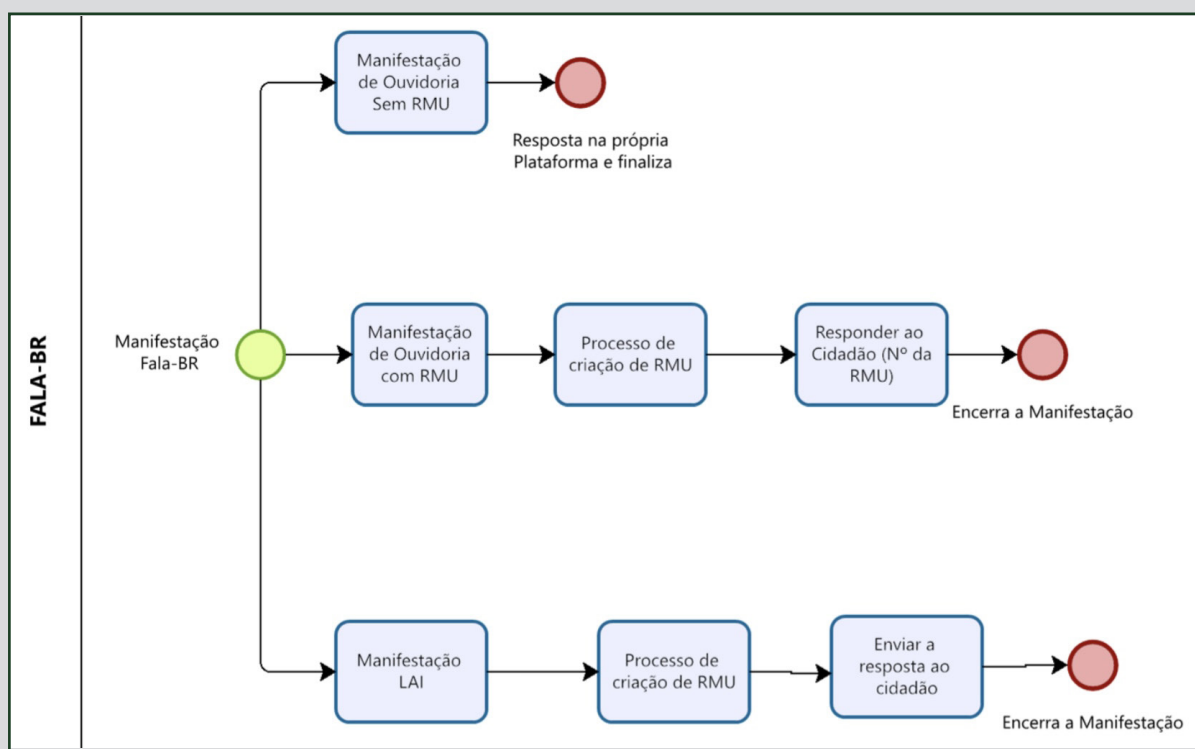 FALA-BR
Manifestação
Fala-BR
Manifestação
de Ouvidoria
Sem RMU
Resposta na própria
Plataforma e finaliza
Manifestação
de Ouvidoria
com RMU
Processo de
criação de RMU
Responder ao
Cidadão (Nº da
RMU)
Encerra a Manifestação
Manifestação
LAI
Processo de
criação de RMU
Enviar a
resposta ao
cidadão
Encerra a Manifestação